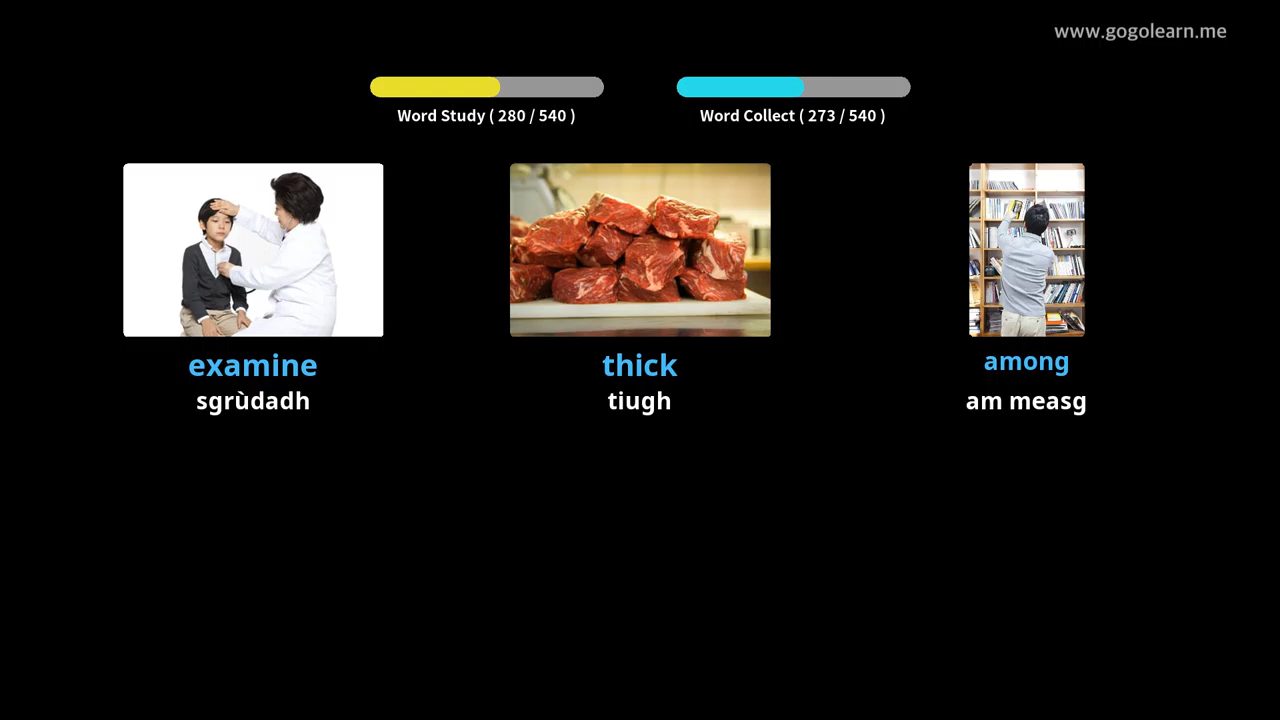 www.gogolearn.me
Word Study ( 280 / 540 )
Word Collect ( 273 / 540 )
examine
thick
among
sgrùdadh
tiugh
am measg